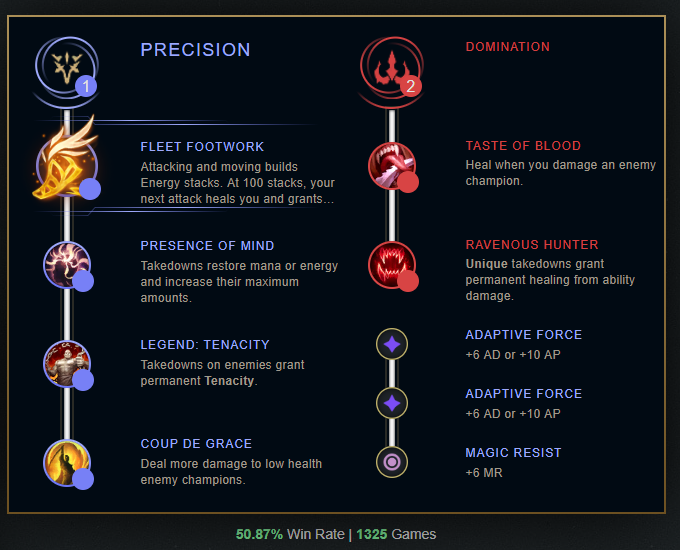 PRECISION
1
FLEET FOOTWORK
Attacking and moving builds
Energy stacks. At 100 stacks, your
next attack heals you and grants...
PRESENCE OF MIND
Takedowns restore mana or energy
and increase their maximum
amounts.
LEGEND: TENACITY
Takedowns on enemies grant
permanent Tenacity.
COUP DE GRACE
Deal more damage to low health
enemy champions.
DOMINATION
2
TASTE OF BLOOD
Heal when you damage an enemy
champion.
RAVENOUS HUNTER
Unique takedowns grant
permanent healing from ability
damage.
ADAPTIVE FORCE
+6 AD or +10 AP
ADAPTIVE FORCE
+6 AD or +10 AP
MAGIC RESIST
+6 MR
50.87% Win Rate | 1325 Games